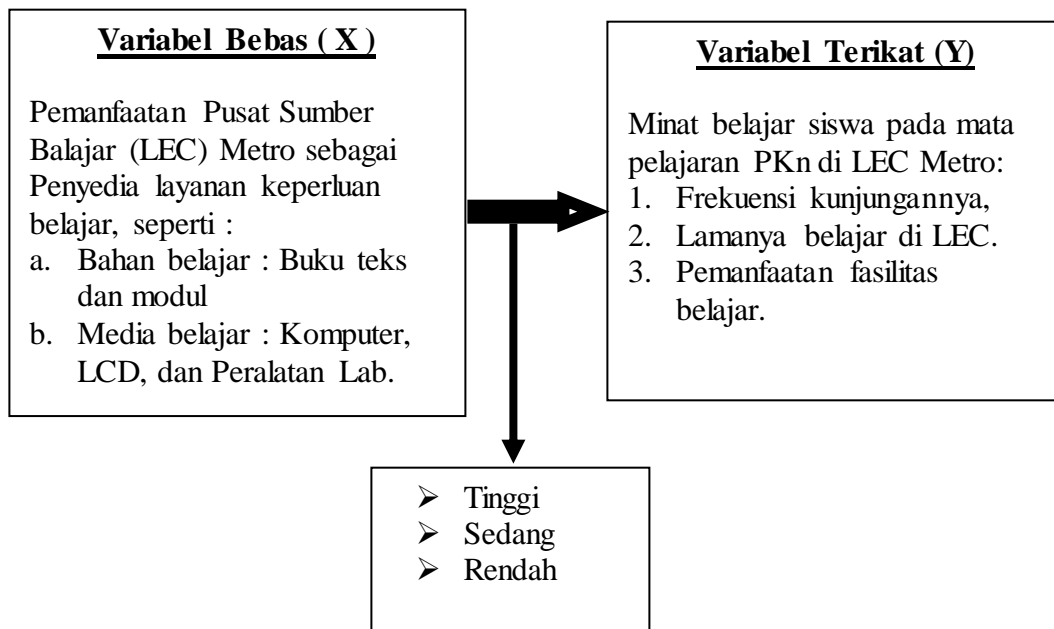 Variabel Bebas ( X )
Pemanfaatan Pusat Sumber
Balajar (LEC) Metro sebagai
Penyedia layanan keperluan
belajar, seperti :
a. Bahan belajar : Buku teks
dan modul
b. Media belajar : Komputer,
LCD, dan Peralatan Lab.
Variabel Terikat (Y)
Minat belajar siswa pada mata
pelajaran PKn di LEC Metro:
1. Frekuensi kunjungannya,
2. Lamanya belajar di LEC.
3. Pemanfaatan fasilitas
belajar.
➢ Tinggi
➢ Sedang
➢ Rendah